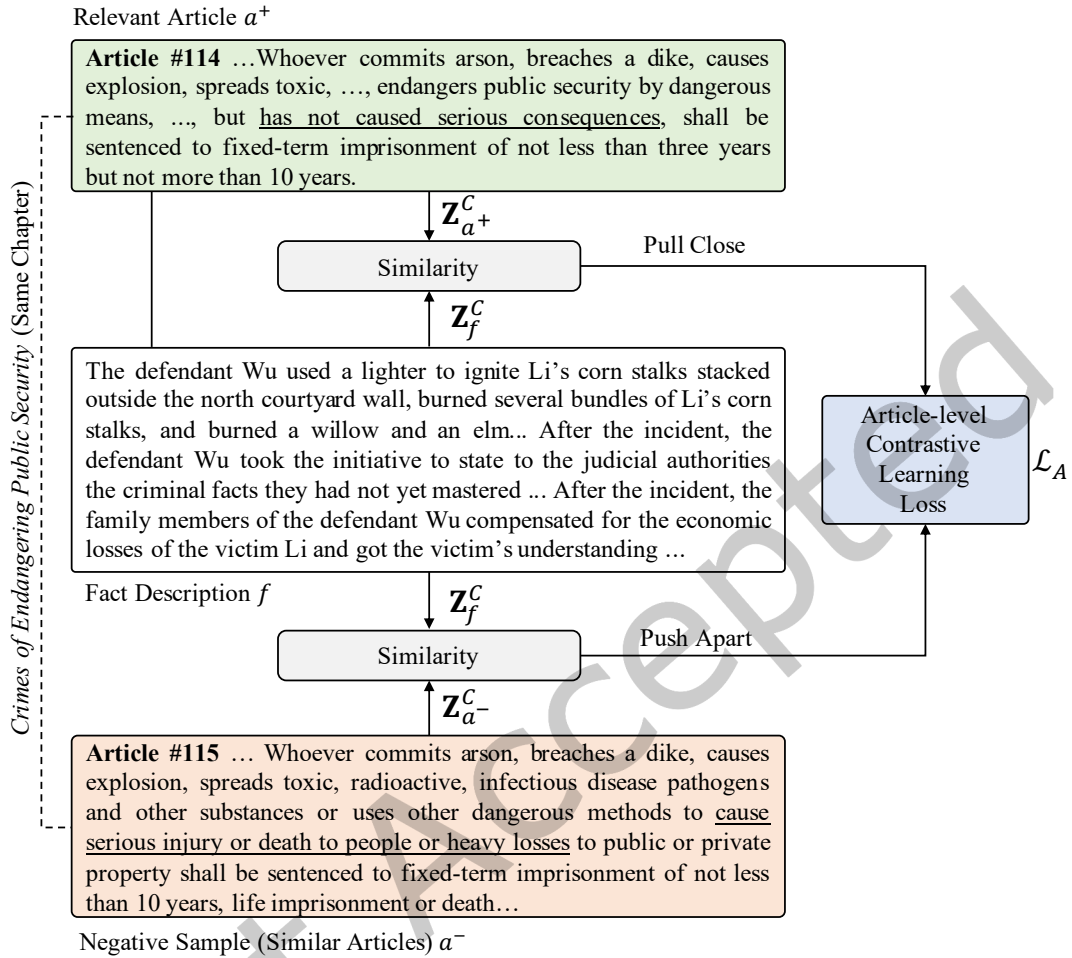 Relevant Article a⁺
Article #114 …Whoever commits arson, breaches a dike, causes
explosion, spreads toxic, …, endangers public security by dangerous
means, …, but has not caused serious consequences, shall be
sentenced to fixed-term imprisonment of not less than three years
but not more than 10 years.
Z^C_{a⁺}
Similarity
Pull Close
Z^C_f
Crimes of Endangering Public Security (Same Chapter)
The defendant Wu used a lighter to ignite Li's corn stalks stacked
outside the north courtyard wall, burned several bundles of Li's corn
stalks, and burned a willow and an elm... After the incident, the
defendant Wu took the initiative to state to the judicial authorities
the criminal facts they had not yet mastered ... After the incident, the
family members of the defendant Wu compensated for the economic
losses of the victim Li and got the victim's understanding ...
Article-level
Contrastive
Learning
Loss
ℒ_A
Fact Description f
Z^C_f
Similarity
Push Apart
Z^C_{a⁻}
Article #115 … Whoever commits arson, breaches a dike, causes
explosion, spreads toxic, radioactive, infectious disease pathogens
and other substances or uses other dangerous methods to cause
serious injury or death to people or heavy losses to public or private
property shall be sentenced to fixed-term imprisonment of not less
than 10 years, life imprisonment or death…
Negative Sample (Similar Articles) a⁻
t Accepted